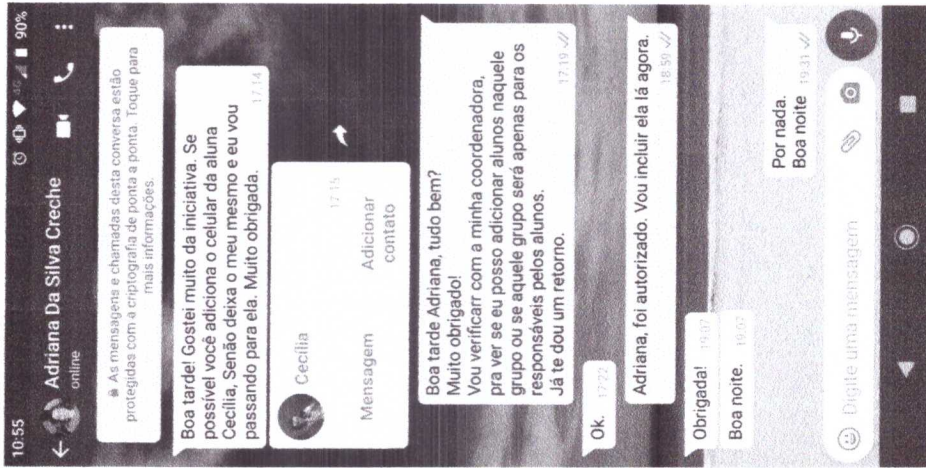 10:55
4G
90%
Adriana Da Silva Creche
online
As mensagens e chamadas desta conversa estão
protegidas com a criptografia de ponta a ponta. Toque para
mais informações.
Boa tarde! Gostei muito da iniciativa. Se
possível você adiciona o celular da aluna
Cecília, Senão deixa o meu mesmo e eu vou
passando para ela. Muito obrigada.
17:14
Cecília
17:15
Mensagem
Adicionar
contato
Boa tarde Adriana, tudo bem?
Muito obrigado!
Vou verificarr com a minha coordenadora,
pra ver se eu posso adicionar alunos naquele
grupo ou se aquele grupo será apenas para os
responsáveis pelos alunos.
Já te dou um retorno.
17:19
Ok.
17:22
Adriana, foi autorizado. Vou incluir ela lá agora.
18:59
Obrigada!
19:07
Boa noite.
19:07
Por nada.
Boa noite
19:31
Digite uma mensagem